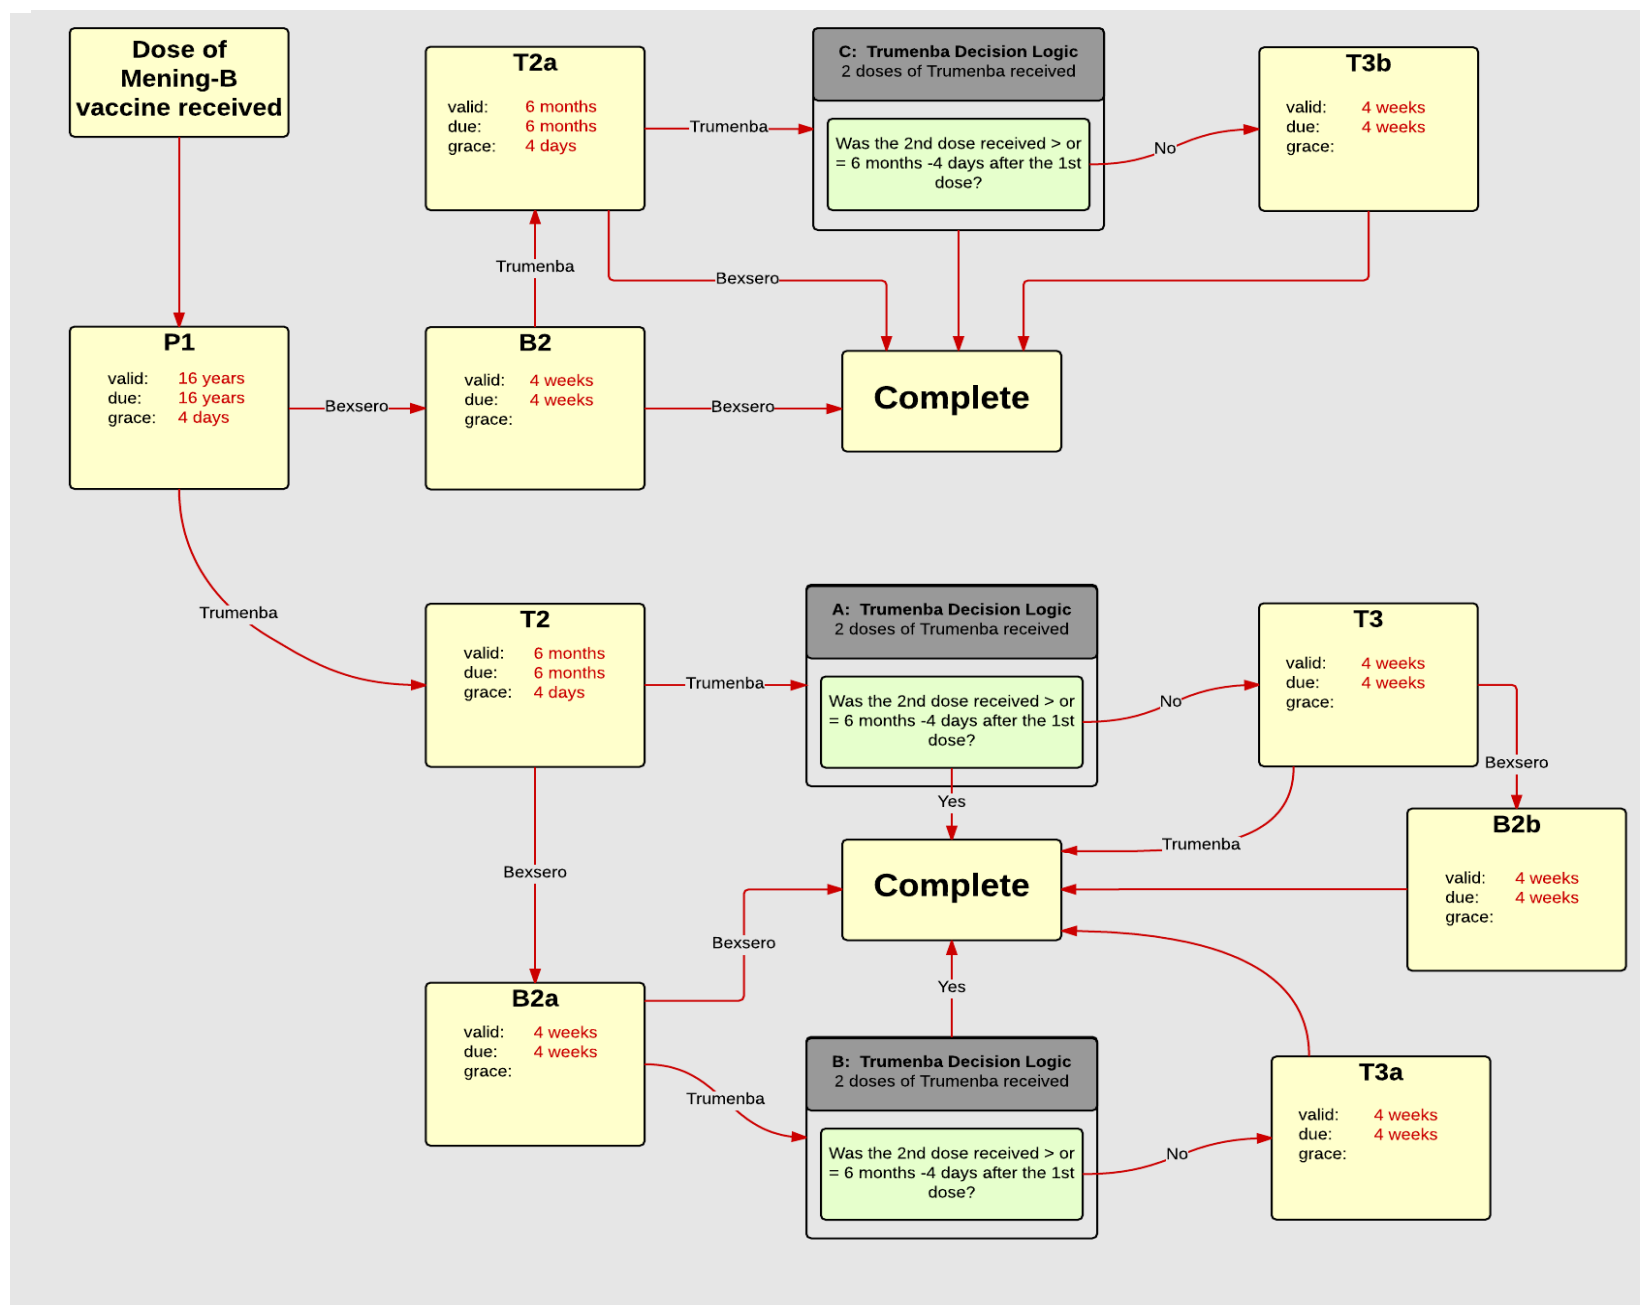 Dose of
Mening-B
vaccine received
T2a
valid: 6 months
due: 6 months
grace: 4 days
C: Trumenba Decision Logic
2 doses of Trumenba received
Was the 2nd dose received > or
= 6 months -4 days after the 1st
dose?
T3b
valid: 4 weeks
due: 4 weeks
grace:
Trumenba
No
Trumenba
Bexsero
P1
valid: 16 years
due: 16 years
grace: 4 days
Bexsero
B2
valid: 4 weeks
due: 4 weeks
grace:
Bexsero
Complete
Trumenba
T2
valid: 6 months
due: 6 months
grace: 4 days
Trumenba
A: Trumenba Decision Logic
2 doses of Trumenba received
Was the 2nd dose received > or
= 6 months -4 days after the 1st
dose?
No
T3
valid: 4 weeks
due: 4 weeks
grace:
Bexsero
Yes
Trumenba
B2b
valid: 4 weeks
due: 4 weeks
grace:
Complete
Bexsero
Bexsero
Yes
B2a
valid: 4 weeks
due: 4 weeks
grace:
Trumenba
B: Trumenba Decision Logic
2 doses of Trumenba received
Was the 2nd dose received > or
= 6 months -4 days after the 1st
dose?
No
T3a
valid: 4 weeks
due: 4 weeks
grace: